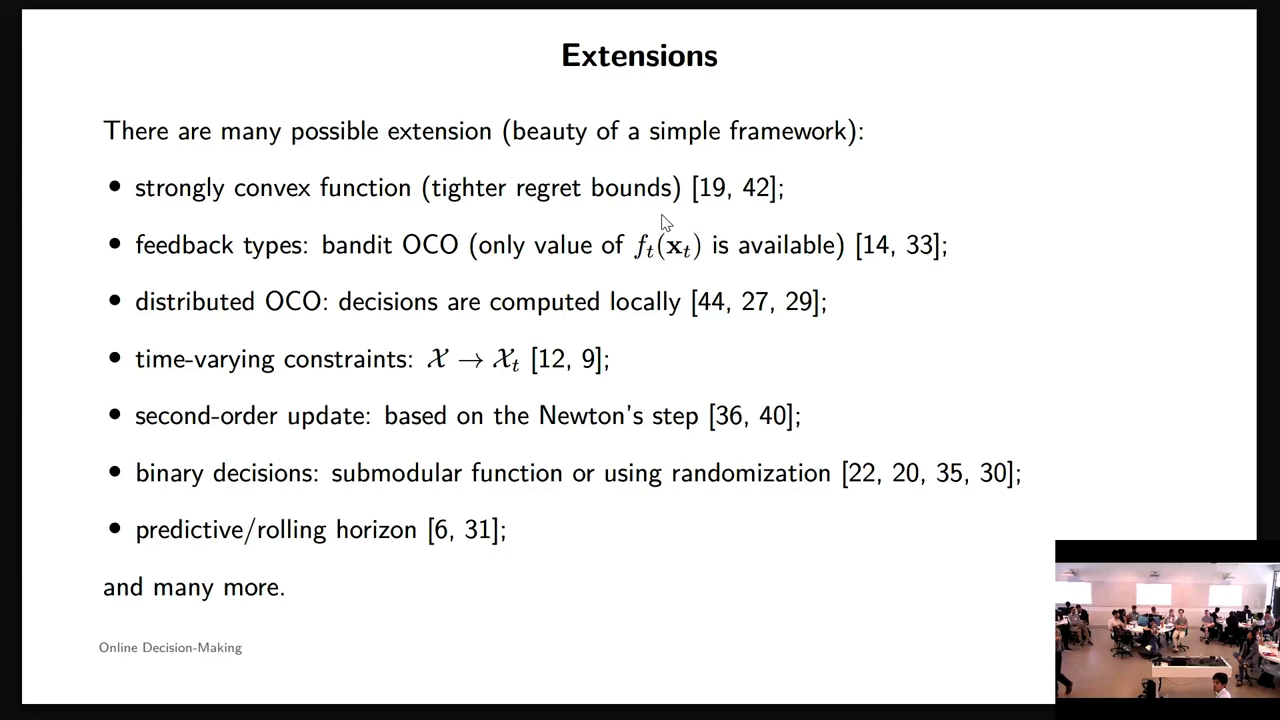 Extensions
There are many possible extension (beauty of a simple framework):
• strongly convex function (tighter regret bounds) [19, 42];
• feedback types: bandit OCO (only value of fₜ(𝐱ₜ) is available) [14, 33];
• distributed OCO: decisions are computed locally [44, 27, 29];
• time-varying constraints: 𝒳 → 𝒳ₜ [12, 9];
• second-order update: based on the Newton's step [36, 40];
• binary decisions: submodular function or using randomization [22, 20, 35, 30];
• predictive/rolling horizon [6, 31];
and many more.
Online Decision-Making